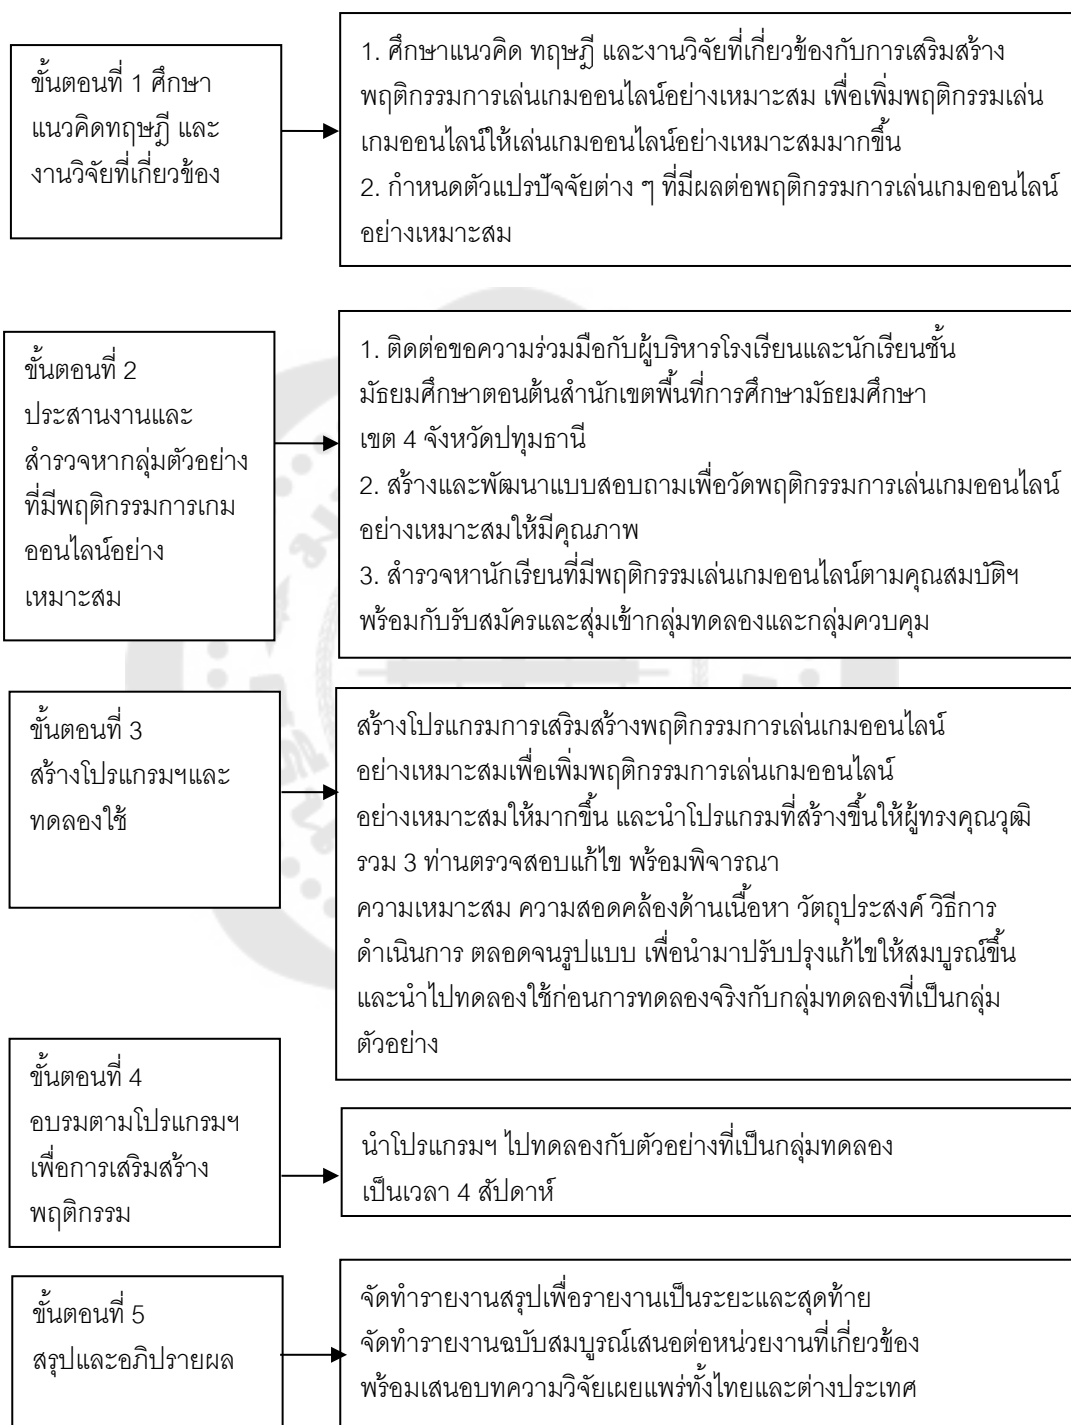 ขั้นตอนที่ 1 ศึกษา
แนวคิดทฤษฎี และ
งานวิจัยที่เกี่ยวข้อง
1. ศึกษาแนวคิด ทฤษฎี และงานวิจัยที่เกี่ยวข้องกับการเสริมสร้าง
พฤติกรรมการเล่นเกมออนไลน์อย่างเหมาะสม เพื่อเพิ่มพฤติกรรมเล่น
เกมออนไลน์ให้เล่นเกมออนไลน์อย่างเหมาะสมมากขึ้น
2. กำหนดตัวแปรปัจจัยต่าง ๆ ที่มีผลต่อพฤติกรรมการเล่นเกมออนไลน์
อย่างเหมาะสม
ขั้นตอนที่ 2
ประสานงานและ
สำรวจหากลุ่มตัวอย่าง
ที่มีพฤติกรรมการเกม
ออนไลน์อย่าง
เหมาะสม
1. ติดต่อขอความร่วมมือกับผู้บริหารโรงเรียนและนักเรียนชั้น
มัธยมศึกษาตอนต้นสำนักเขตพื้นที่การศึกษามัธยมศึกษา
เขต 4 จังหวัดปทุมธานี
2. สร้างและพัฒนาแบบสอบถามเพื่อวัดพฤติกรรมการเล่นเกมออนไลน์
อย่างเหมาะสมให้มีคุณภาพ
3. สำรวจหานักเรียนที่มีพฤติกรรมเล่นเกมออนไลน์ตามคุณสมบัติฯ
พร้อมกับรับสมัครและสุ่มเข้ากลุ่มทดลองและกลุ่มควบคุม
ขั้นตอนที่ 3
สร้างโปรแกรมฯและ
ทดลองใช้
สร้างโปรแกรมการเสริมสร้างพฤติกรรมการเล่นเกมออนไลน์
อย่างเหมาะสมเพื่อเพิ่มพฤติกรรมการเล่นเกมออนไลน์
อย่างเหมาะสมให้มากขึ้น และนำโปรแกรมที่สร้างขึ้นให้ผู้ทรงคุณวุฒิ
รวม 3 ท่านตรวจสอบแก้ไข พร้อมพิจารณา
ความเหมาะสม ความสอดคล้องด้านเนื้อหา วัตถุประสงค์ วิธีการ
ดำเนินการ ตลอดจนรูปแบบ เพื่อนำมาปรับปรุงแก้ไขให้สมบูรณ์ขึ้น
และนำไปทดลองใช้ก่อนการทดลองจริงกับกลุ่มทดลองที่เป็นกลุ่ม
ตัวอย่าง
ขั้นตอนที่ 4
อบรมตามโปรแกรมฯ
เพื่อการเสริมสร้าง
พฤติกรรม
นำโปรแกรมฯ ไปทดลองกับตัวอย่างที่เป็นกลุ่มทดลอง
เป็นเวลา 4 สัปดาห์
ขั้นตอนที่ 5
สรุปและอภิปรายผล
จัดทำรายงานสรุปเพื่อรายงานเป็นระยะและสุดท้าย
จัดทำรายงานฉบับสมบูรณ์เสนอต่อหน่วยงานที่เกี่ยวข้อง
พร้อมเสนอบทความวิจัยเผยแพร่ทั้งไทยและต่างประเทศ